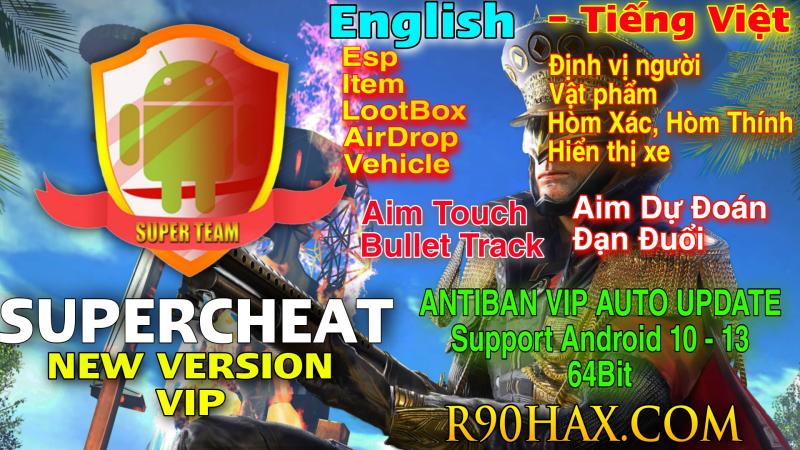 English - Tiếng Việt
Esp
Item
LootBox
AirDrop
Vehicle
Định vị người
Vật phẩm
Hòm Xác, Hòm Thính
Hiển thị xe
Aim Touch
Bullet Track
Aim Dự Đoán
Đạn Đuổi
SUPER TEAM
SUPERCHEAT
NEW VERSION
VIP
ANTIBAN VIP AUTO UPDATE
Support Android 10 - 13
64Bit
R90HAX.COM